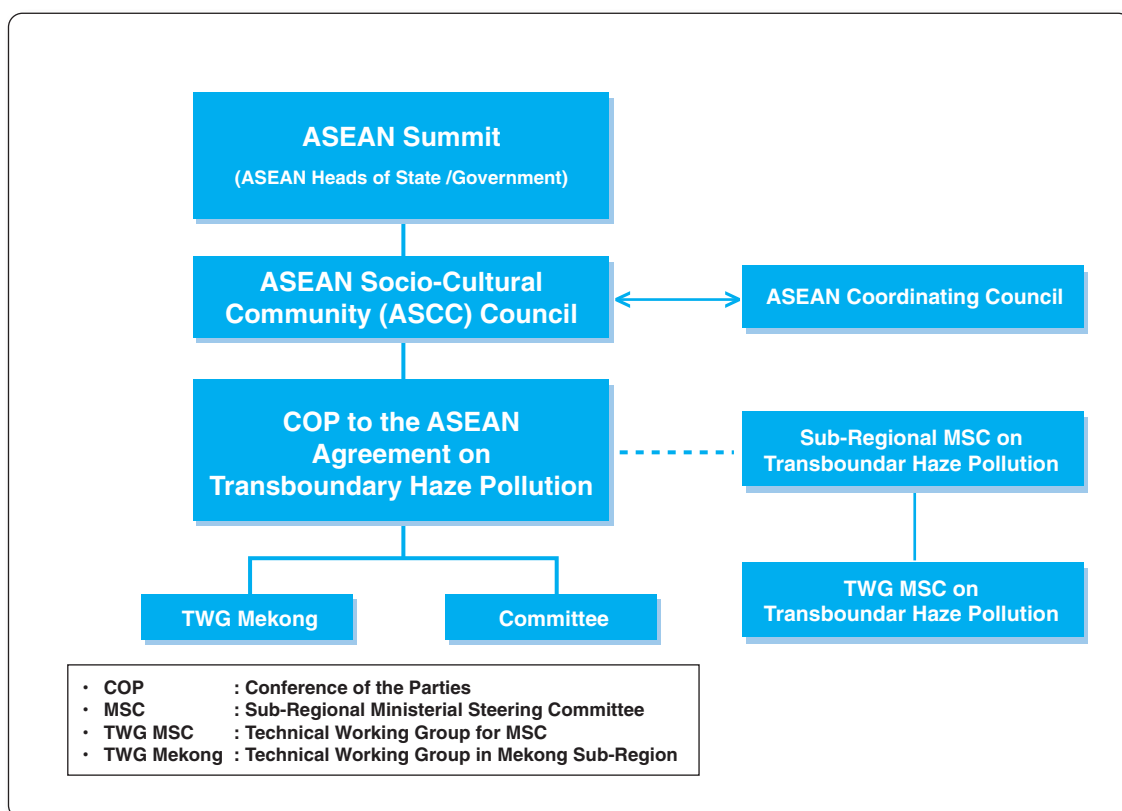 ASEAN Summit
(ASEAN Heads of State /Government)
ASEAN Socio-Cultural
Community (ASCC) Council
ASEAN Coordinating Council
COP to the ASEAN
Agreement on
Transboundary Haze Pollution
Sub-Regional MSC on
Transboundar Haze Pollution
TWG MSC on
Transboundar Haze Pollution
TWG Mekong
Committee
• COP : Conference of the Parties
• MSC : Sub-Regional Ministerial Steering Committee
• TWG MSC : Technical Working Group for MSC
• TWG Mekong : Technical Working Group in Mekong Sub-Region